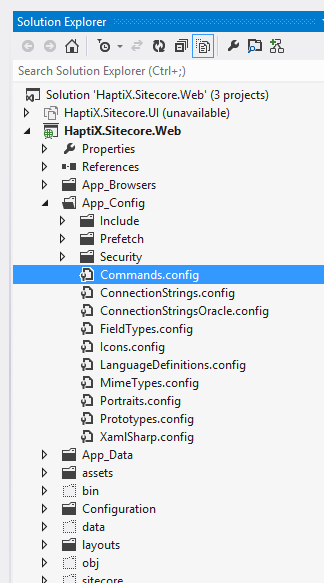 Solution Explorer
Search Solution Explorer (Ctrl+;)
Solution 'HaptiX.Sitecore.Web' (3 projects)
HaptiX.Sitecore.UI (unavailable)
HaptiX.Sitecore.Web
Properties
References
App_Browsers
App_Config
Include
Prefetch
Security
Commands.config
ConnectionStrings.config
ConnectionStringsOracle.config
FieldTypes.config
Icons.config
LanguageDefinitions.config
MimeTypes.config
Portraits.config
Prototypes.config
XamlSharp.config
App_Data
assets
bin
Configuration
data
layouts
obj
sitecore